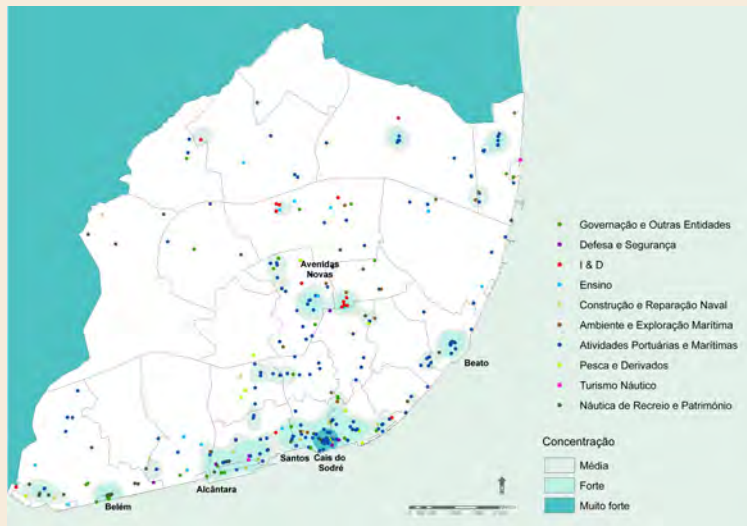 Avenidas
Novas
Beato
Santos
Cais do
Sodré
Alcântara
Belém
Governação e Outras Entidades
Defesa e Segurança
I & D
Ensino
Construção e Reparação Naval
Ambiente e Exploração Marítima
Atividades Portuárias e Marítimas
Pesca e Derivados
Turismo Náutico
Náutica de Recreio e Património
Concentração
Média
Forte
Muito forte